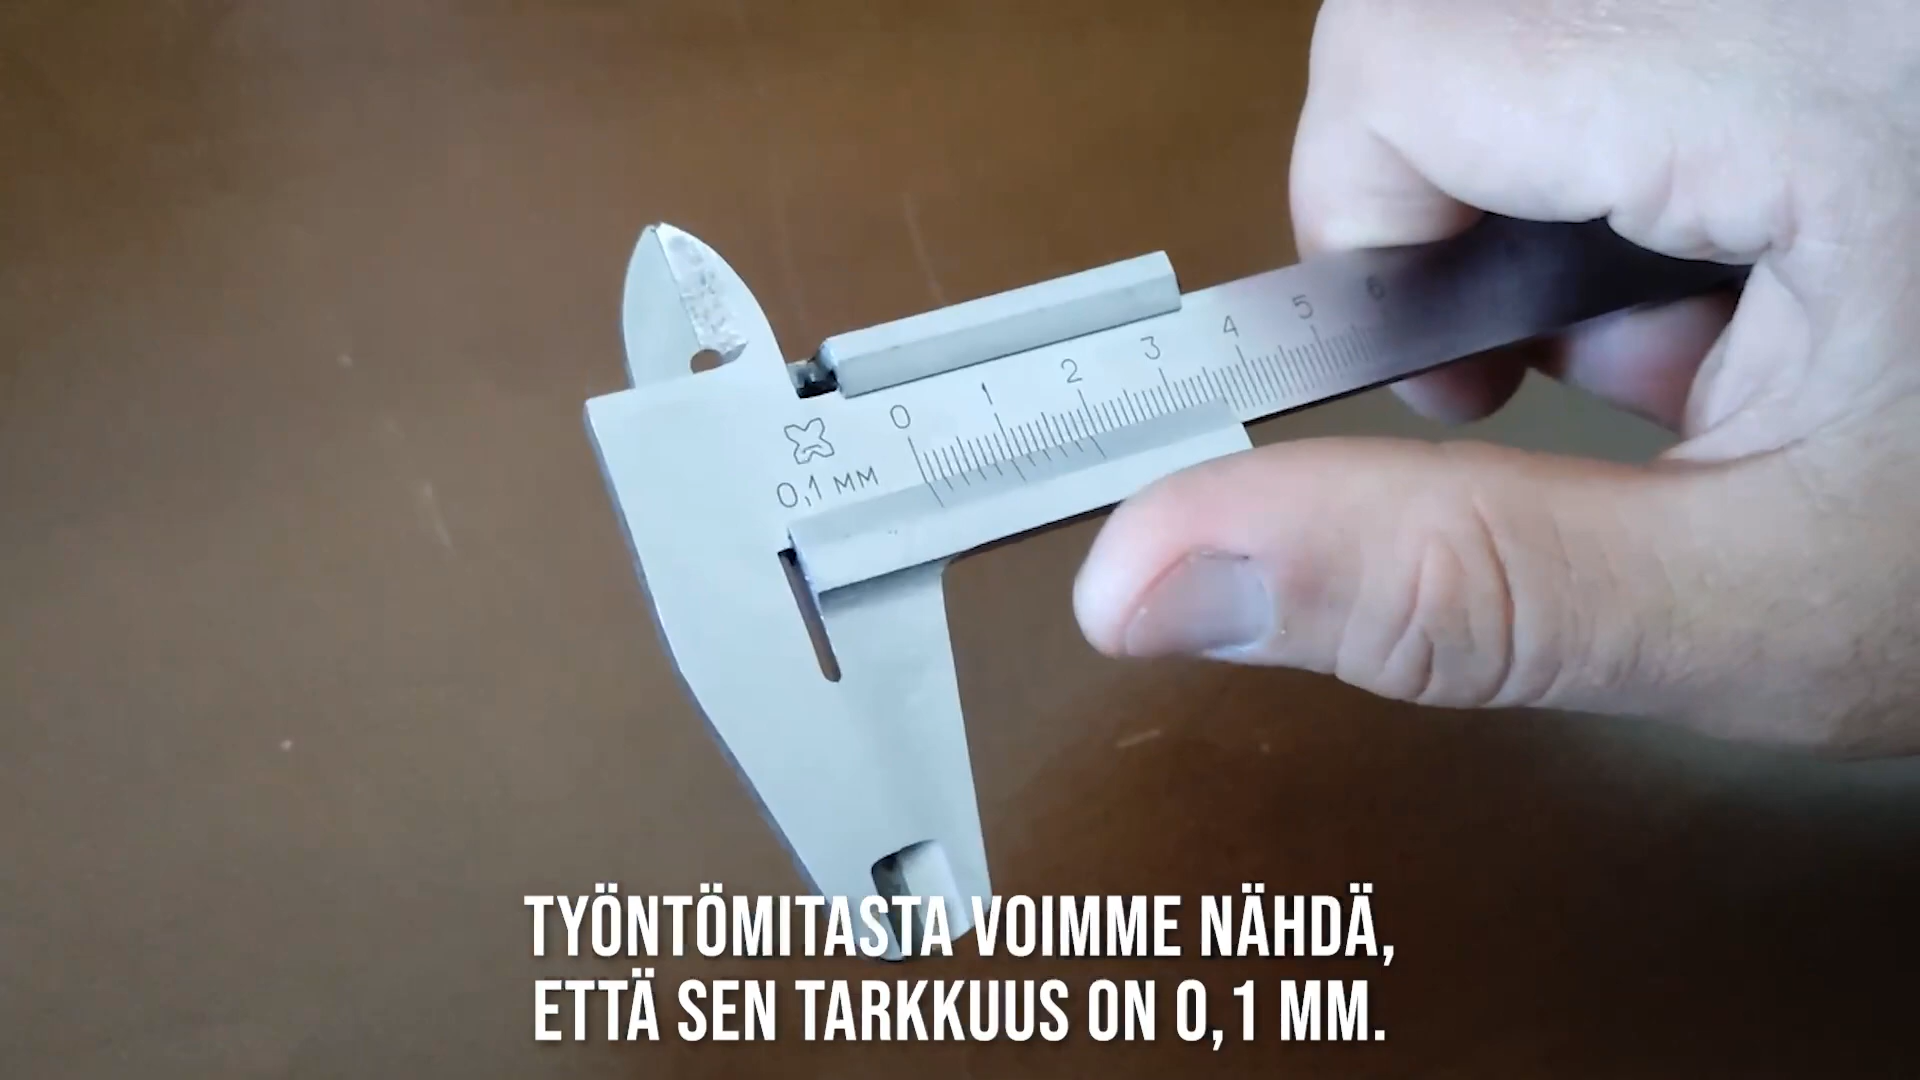 0 1 2 3 4 5 6
0,1 мм
TYÖNTÖMITASTA VOIMME NÄHDÄ,
ETTÄ SEN TARKKUUS ON 0,1 MM.